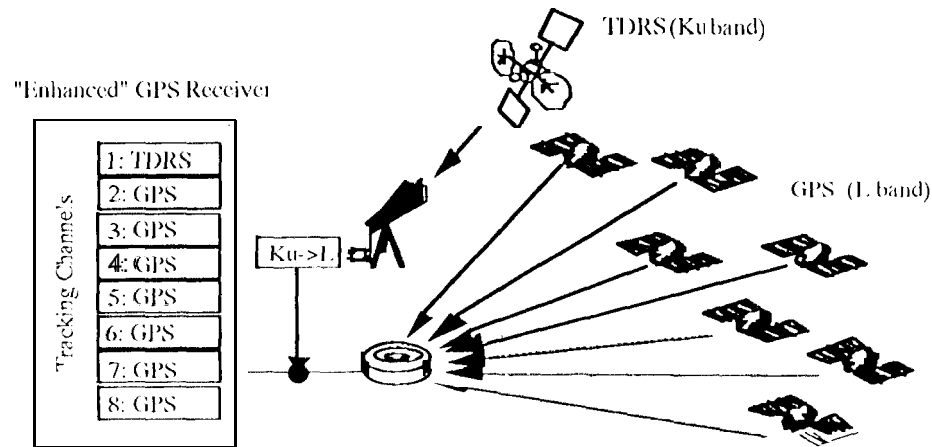 TDRS (Ku band)
"Enhanced" GPS Receiver
Tracking Channels
1: TDRS
2: GPS
3: GPS
4: GPS
5: GPS
6: GPS
7: GPS
8: GPS
Ku->L
GPS (L band)